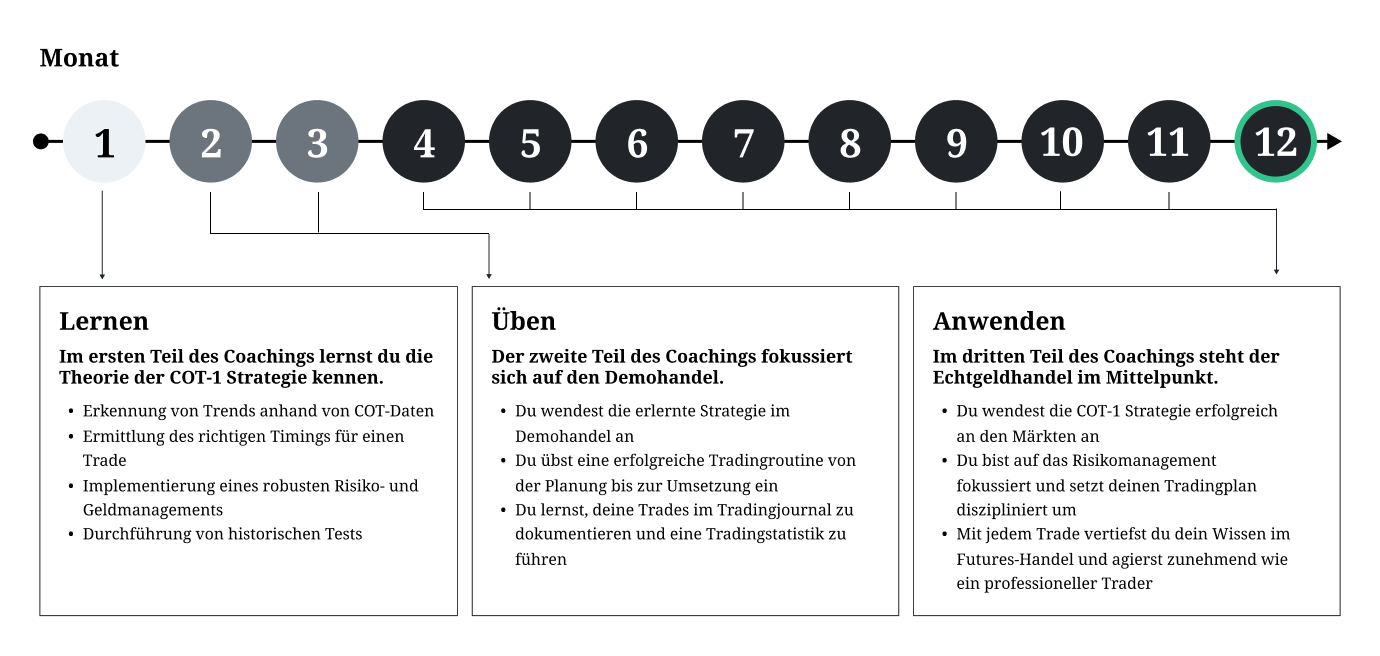 Monat
1 2 3 4 5 6 7 8 9 10 11 12
Lernen
Im ersten Teil des Coachings lernst du die
Theorie der COT-1 Strategie kennen.
• Erkennung von Trends anhand von COT-Daten
• Ermittlung des richtigen Timings für einen
Trade
• Implementierung eines robusten Risiko- und
Geldmanagements
• Durchführung von historischen Tests
Üben
Der zweite Teil des Coachings fokussiert
sich auf den Demohandel.
• Du wendest die erlernte Strategie im
Demohandel an
• Du übst eine erfolgreiche Tradingroutine von
der Planung bis zur Umsetzung ein
• Du lernst, deine Trades im Tradingjournal zu
dokumentieren und eine Tradingstatistik zu
führen
Anwenden
Im dritten Teil des Coachings steht der
Echtgeldhandel im Mittelpunkt.
• Du wendest die COT-1 Strategie erfolgreich
an den Märkten an
• Du bist auf das Risikomanagement
fokussiert und setzt deinen Tradingplan
diszipliniert um
• Mit jedem Trade vertiefst du dein Wissen im
Futures-Handel und agierst zunehmend wie
ein professioneller Trader